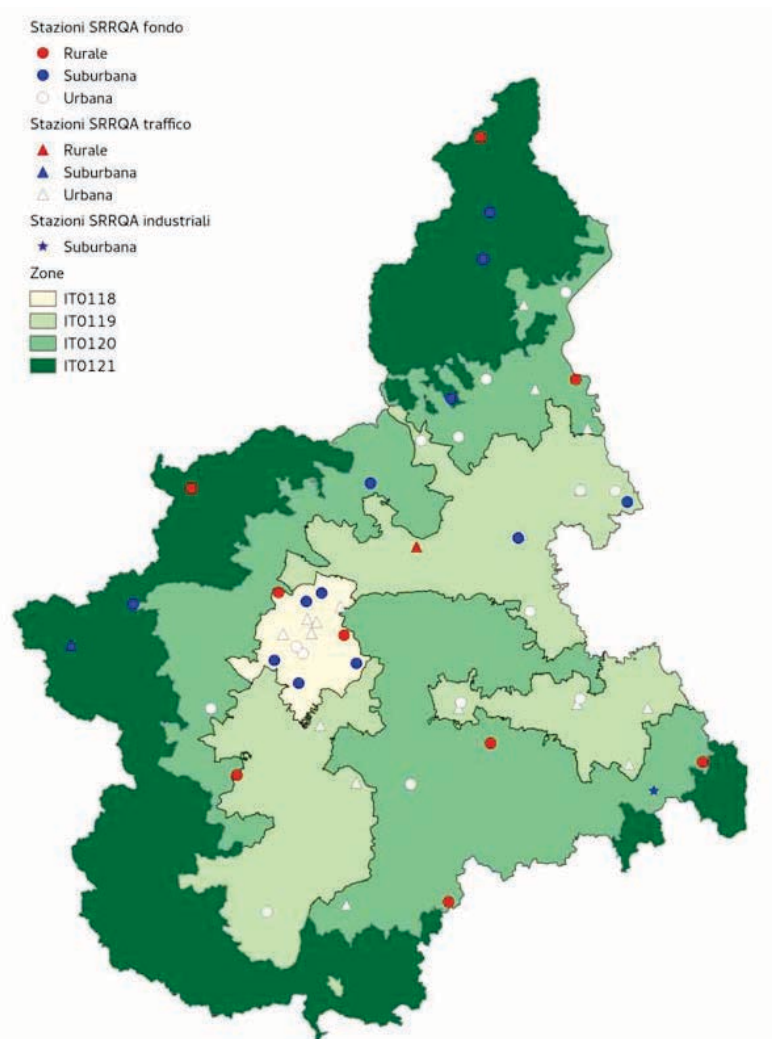 Stazioni SRRQA fondo
Rurale
Suburbana
Urbana
Stazioni SRRQA traffico
Rurale
Suburbana
Urbana
Stazioni SRRQA industriali
Suburbana
Zone
IT0118
IT0119
IT0120
IT0121